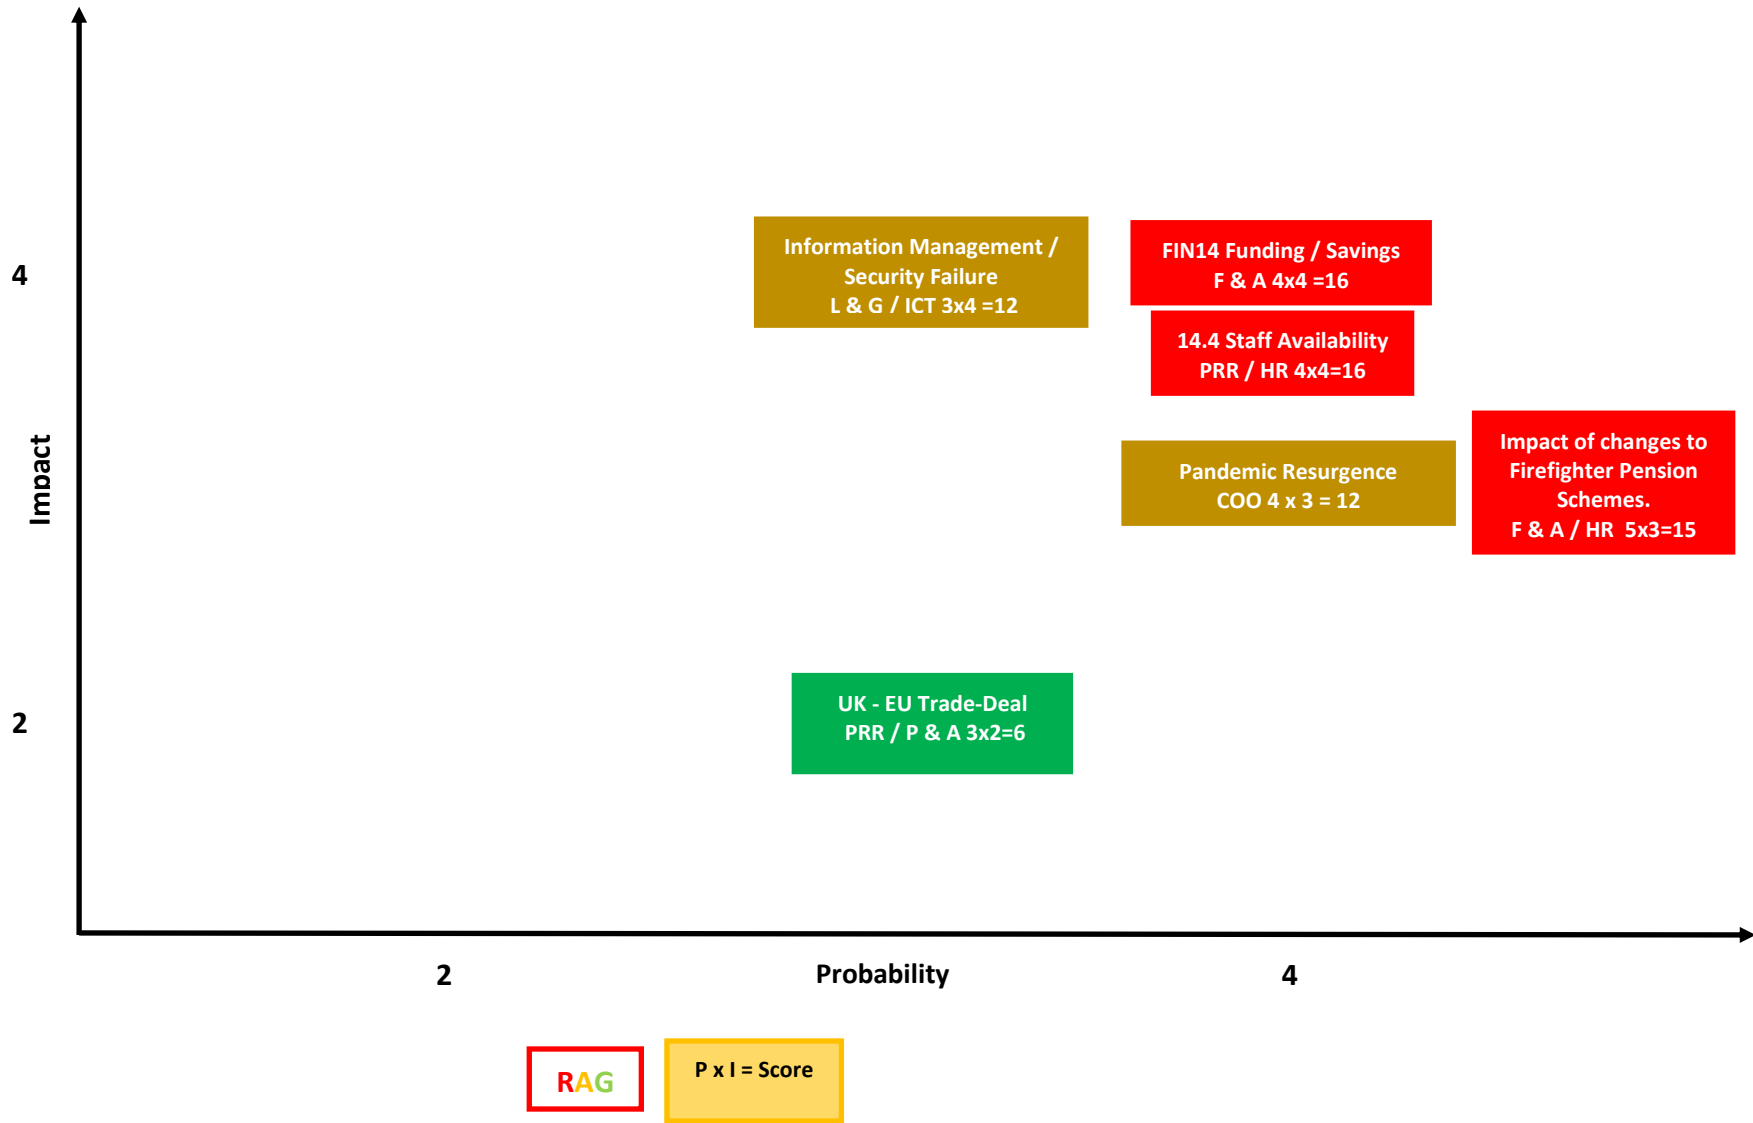 Information Management /
Security Failure
L & G / ICT 3x4 =12
FIN14 Funding / Savings
F & A 4x4 =16
4
14.4 Staff Availability
PRR / HR 4x4=16
Impact
Pandemic Resurgence
COO 4 x 3 = 12
Impact of changes to
Firefighter Pension
Schemes.
F & A / HR  5x3=15
UK - EU Trade-Deal
PRR / P & A 3x2=6
2
2
Probability
4
RAG
P x I = Score